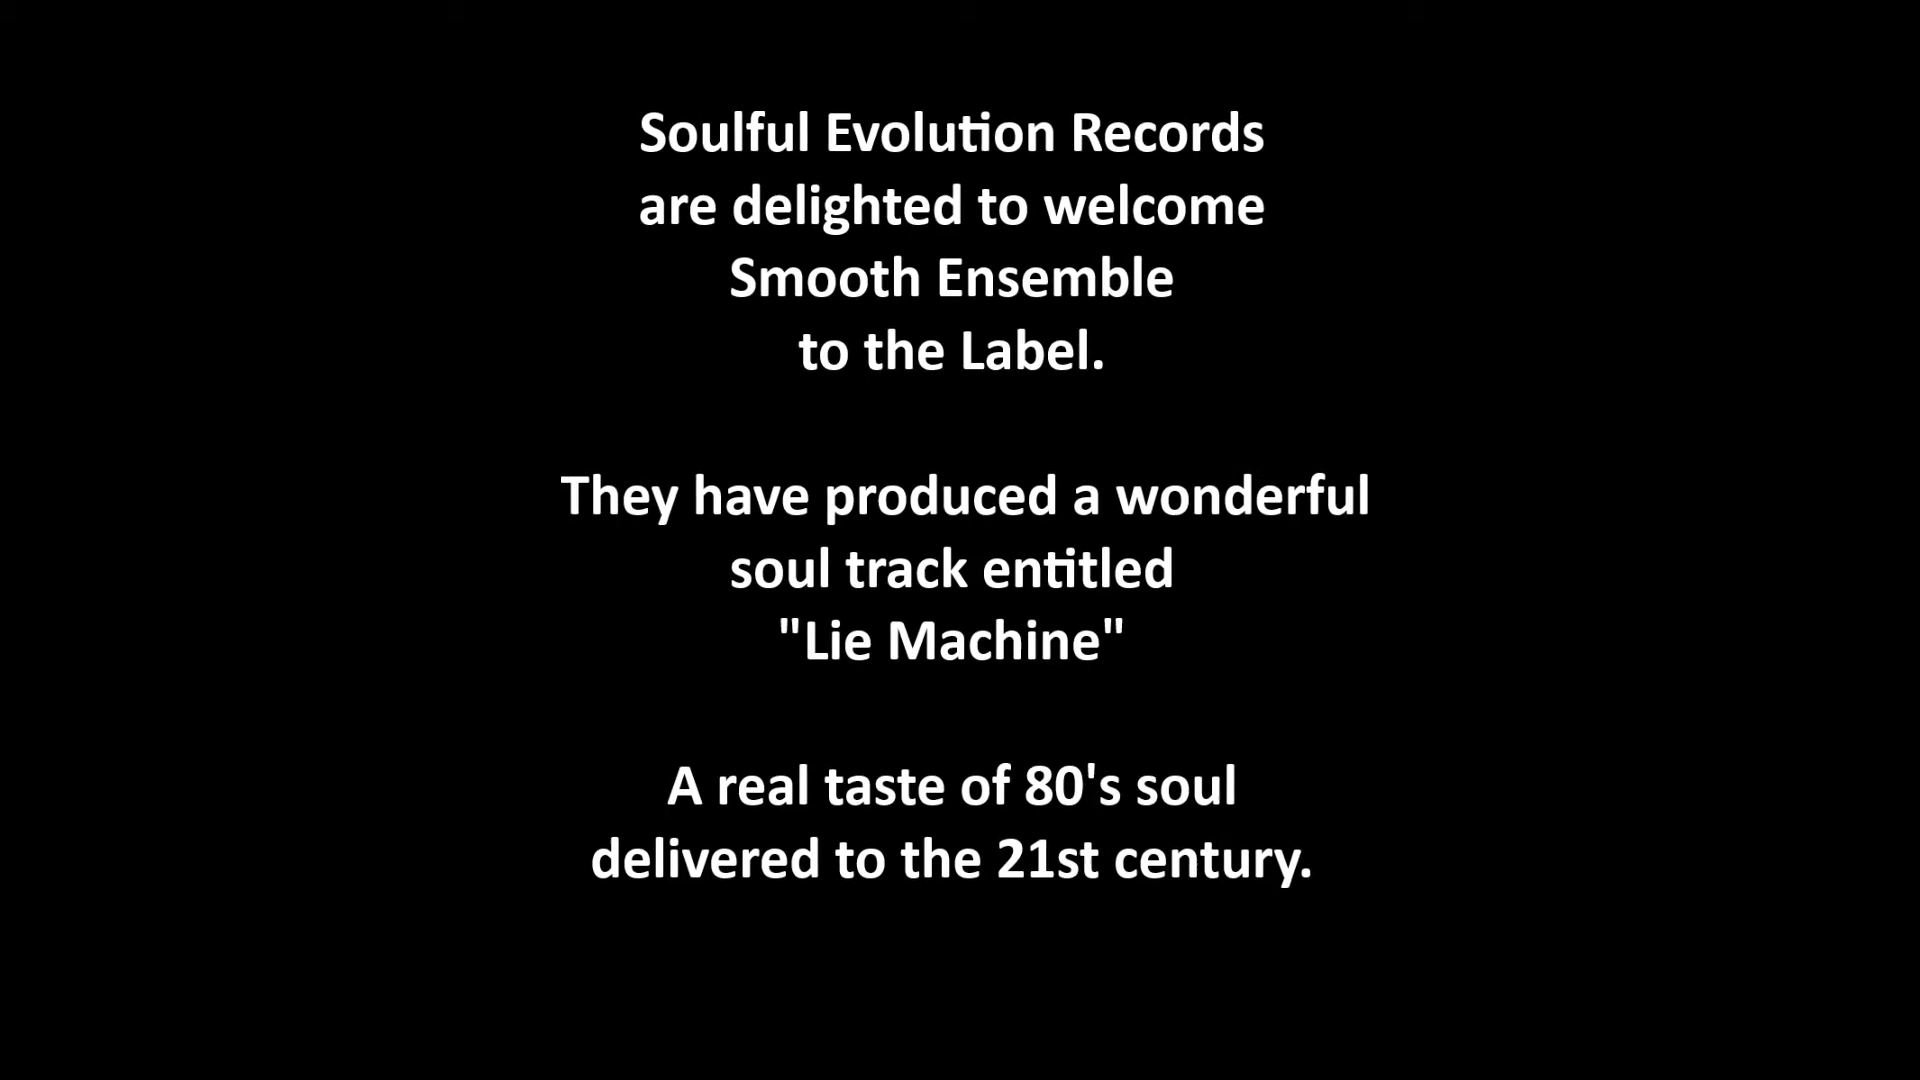 Soulful Evolution Records
are delighted to welcome
Smooth Ensemble
to the Label.
They have produced a wonderful
soul track entitled
"Lie Machine"
A real taste of 80's soul
delivered to the 21st century.